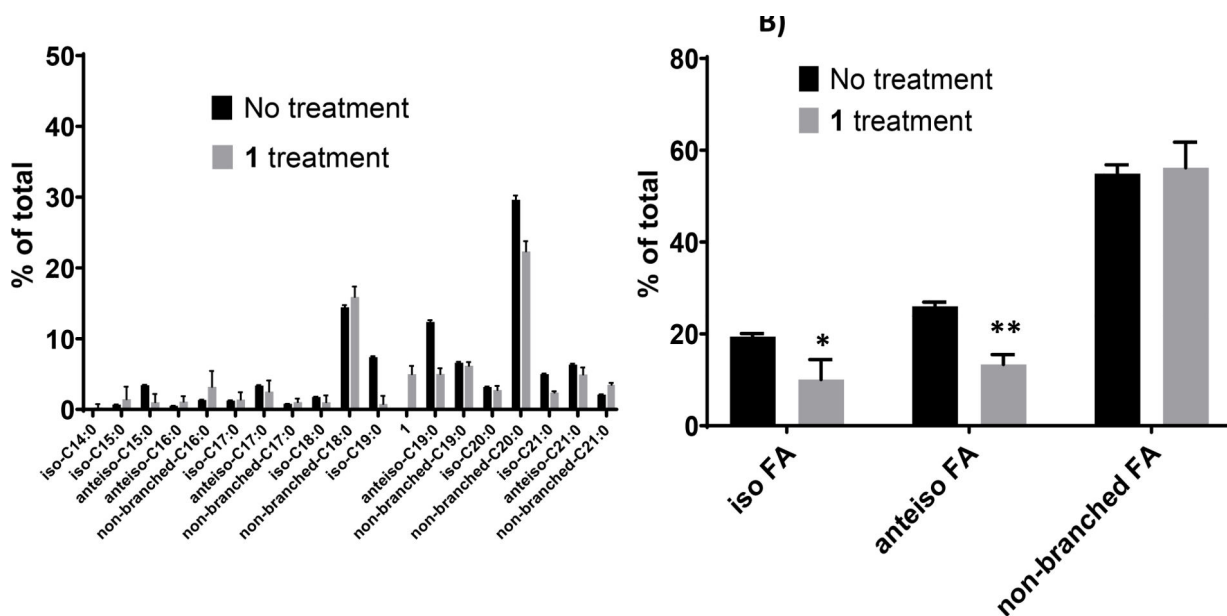 50
40
30
20
10
0
% of total
No treatment
1 treatment
iso-C14:0
iso-C15:0
anteiso-C15:0
anteiso-C16:0
non-branched-C16:0
iso-C17:0
anteiso-C17:0
non-branched-C17:0
iso-C18:0
non-branched-C18:0
iso-C19:0
1
anteiso-C19:0
non-branched-C19:0
iso-C20:0
non-branched-C20:0
iso-C21:0
anteiso-C21:0
non-branched-C21:0
B)
80
60
40
20
0
% of total
No treatment
1 treatment
*
**
iso FA
anteiso FA
non-branched FA